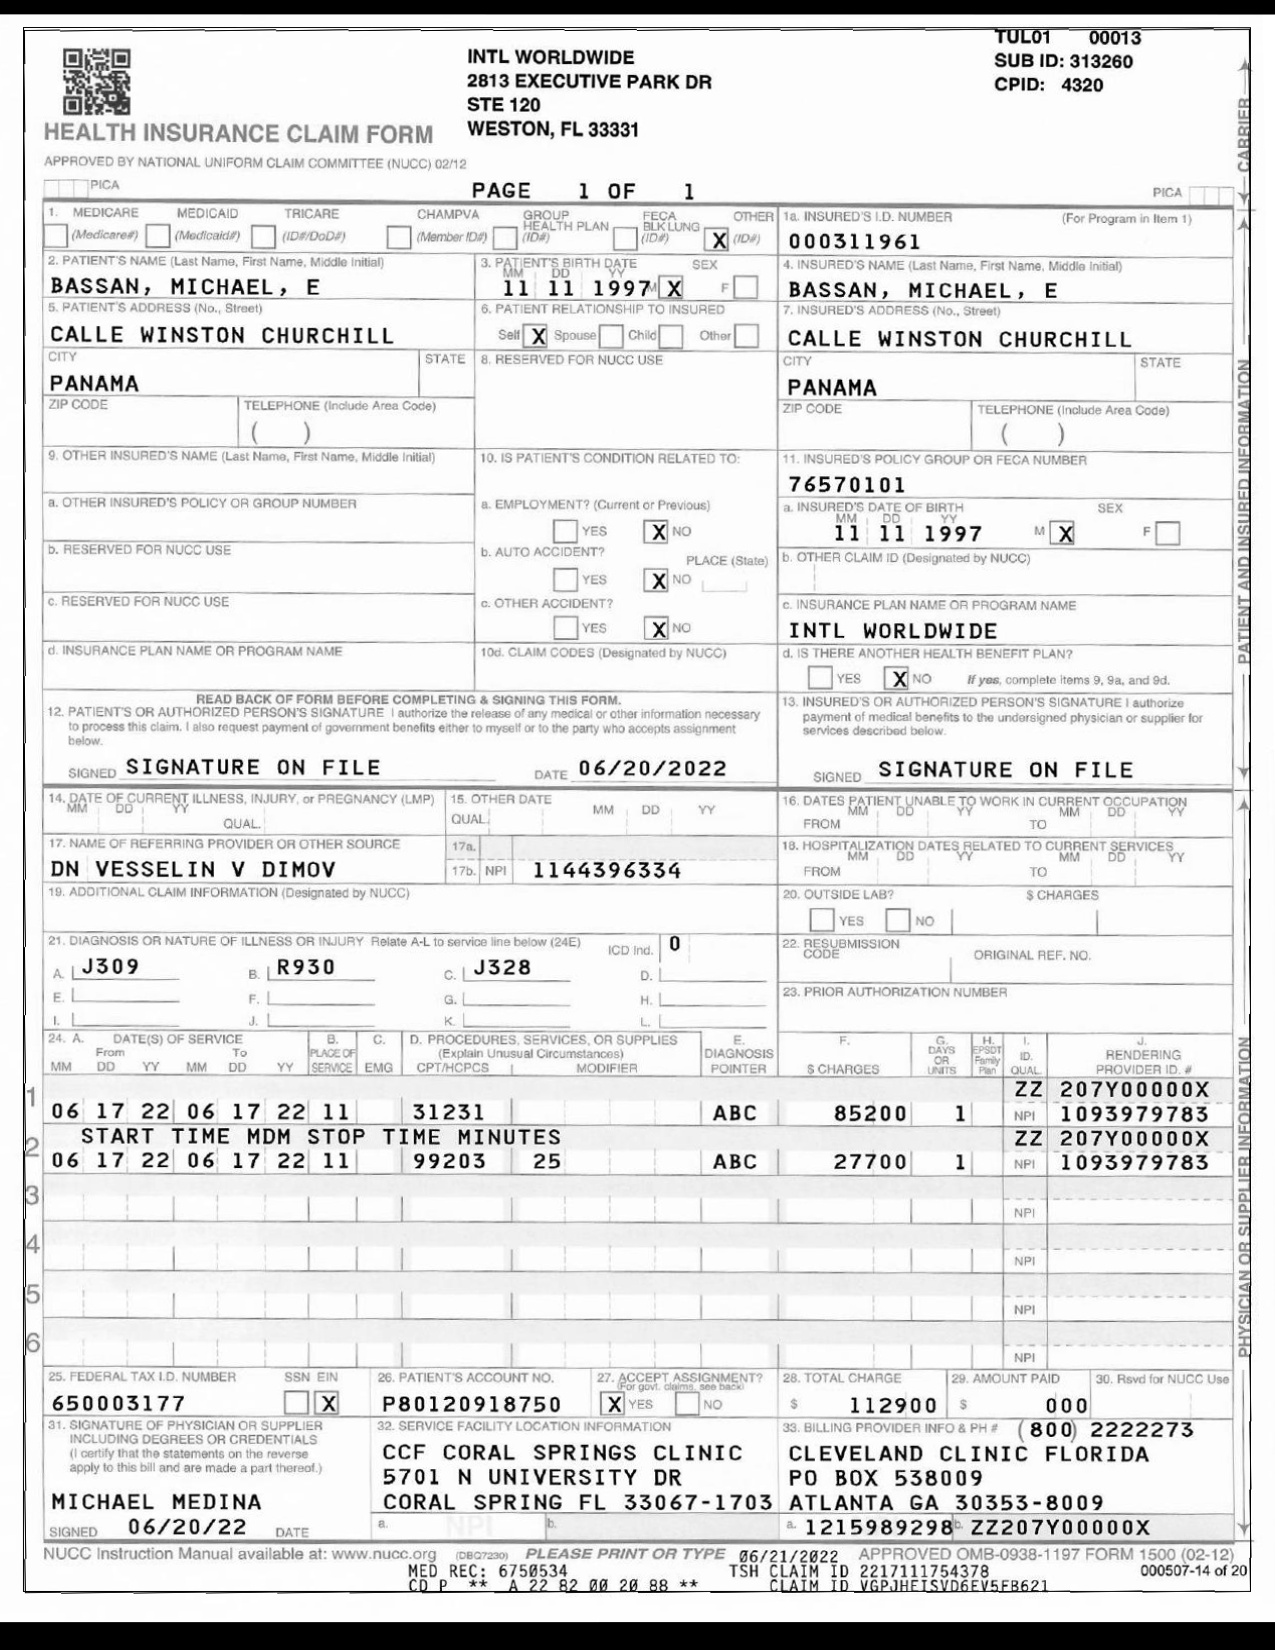 INTL WORLDWIDE
2813 EXECUTIVE PARK DR
STE 120
WESTON, FL 33331
TUL01 00013
SUB ID: 313260
CPID: 4320
HEALTH INSURANCE CLAIM FORM
APPROVED BY NATIONAL UNIFORM CLAIM COMMITTEE (NUCC) 02/12
PICA
PAGE 1 OF 1
PICA
CARRIER
1. MEDICARE MEDICAID TRICARE CHAMPVA GROUP HEALTH PLAN FECA BLK LUNG OTHER
(Medicare#) (Medicaid#) (ID#/DoD#) (Member ID#) (ID#) (ID#) X (ID#)
1a. INSURED'S I.D. NUMBER (For Program in Item 1)
000311961
2. PATIENT'S NAME (Last Name, First Name, Middle Initial)
BASSAN, MICHAEL, E
3. PATIENT'S BIRTH DATE SEX
MM DD YY
11 11 1997 M X F
4. INSURED'S NAME (Last Name, First Name, Middle Initial)
BASSAN, MICHAEL, E
5. PATIENT'S ADDRESS (No., Street)
CALLE WINSTON CHURCHILL
6. PATIENT RELATIONSHIP TO INSURED
Self X Spouse Child Other
7. INSURED'S ADDRESS (No., Street)
CALLE WINSTON CHURCHILL
CITY STATE
PANAMA
8. RESERVED FOR NUCC USE
CITY STATE
PANAMA
ZIP CODE TELEPHONE (Include Area Code)
( )
ZIP CODE TELEPHONE (Include Area Code)
( )
9. OTHER INSURED'S NAME (Last Name, First Name, Middle Initial)
10. IS PATIENT'S CONDITION RELATED TO:
11. INSURED'S POLICY GROUP OR FECA NUMBER
76570101
a. OTHER INSURED'S POLICY OR GROUP NUMBER
a. EMPLOYMENT? (Current or Previous)
YES X NO
a. INSURED'S DATE OF BIRTH SEX
MM DD YY
11 11 1997 M X F
b. RESERVED FOR NUCC USE
b. AUTO ACCIDENT? PLACE (State)
YES X NO
b. OTHER CLAIM ID (Designated by NUCC)
c. RESERVED FOR NUCC USE
c. OTHER ACCIDENT?
YES X NO
c. INSURANCE PLAN NAME OR PROGRAM NAME
INTL WORLDWIDE
d. INSURANCE PLAN NAME OR PROGRAM NAME
10d. CLAIM CODES (Designated by NUCC)
d. IS THERE ANOTHER HEALTH BENEFIT PLAN?
YES X NO If yes, complete items 9, 9a, and 9d.
READ BACK OF FORM BEFORE COMPLETING & SIGNING THIS FORM.
12. PATIENT'S OR AUTHORIZED PERSON'S SIGNATURE I authorize the release of any medical or other information necessary
to process this claim. I also request payment of government benefits either to myself or to the party who accepts assignment
below.
SIGNED SIGNATURE ON FILE DATE 06/20/2022
13. INSURED'S OR AUTHORIZED PERSON'S SIGNATURE I authorize
payment of medical benefits to the undersigned physician or supplier for
services described below.
SIGNED SIGNATURE ON FILE
PATIENT AND INSURED INFORMATION
14. DATE OF CURRENT ILLNESS, INJURY, or PREGNANCY (LMP)
MM DD YY
QUAL.
15. OTHER DATE
QUAL. MM DD YY
16. DATES PATIENT UNABLE TO WORK IN CURRENT OCCUPATION
MM DD YY MM DD YY
FROM TO
17. NAME OF REFERRING PROVIDER OR OTHER SOURCE
DN VESSELIN V DIMOV
17a.
17b. NPI 1144396334
18. HOSPITALIZATION DATES RELATED TO CURRENT SERVICES
MM DD YY MM DD YY
FROM TO
19. ADDITIONAL CLAIM INFORMATION (Designated by NUCC)
20. OUTSIDE LAB? $ CHARGES
YES NO
21. DIAGNOSIS OR NATURE OF ILLNESS OR INJURY Relate A-L to service line below (24E) ICD Ind. 0
A. J309 B. R930 C. J328 D.
E. F. G. H.
I. J. K. L.
22. RESUBMISSION CODE ORIGINAL REF. NO.
23. PRIOR AUTHORIZATION NUMBER
24. A. DATE(S) OF SERVICE B. C. D. PROCEDURES, SERVICES, OR SUPPLIES E. F. G. H. I. J.
From To PLACE OF (Explain Unusual Circumstances) DIAGNOSIS DAYS OR UNITS EPSDT Family Plan ID. QUAL. RENDERING
MM DD YY MM DD YY SERVICE EMG CPT/HCPCS MODIFIER POINTER $ CHARGES PROVIDER ID. #
ZZ 207Y00000X
1 06 17 22 06 17 22 11 31231 ABC 85200 1 NPI 1093979783
START TIME MDM STOP TIME MINUTES ZZ 207Y00000X
2 06 17 22 06 17 22 11 99203 25 ABC 27700 1 NPI 1093979783
3 NPI
4 NPI
5 NPI
6 NPI
PHYSICIAN OR SUPPLIER INFORMATION
25. FEDERAL TAX I.D. NUMBER SSN EIN
650003177 X
26. PATIENT'S ACCOUNT NO.
P80120918750
27. ACCEPT ASSIGNMENT?
(For govt. claims, see back)
X YES NO
28. TOTAL CHARGE
$ 112900
29. AMOUNT PAID
$ 000
30. Rsvd for NUCC Use
31. SIGNATURE OF PHYSICIAN OR SUPPLIER
INCLUDING DEGREES OR CREDENTIALS
(I certify that the statements on the reverse
apply to this bill and are made a part thereof.)
MICHAEL MEDINA
SIGNED 06/20/22 DATE
32. SERVICE FACILITY LOCATION INFORMATION
CCF CORAL SPRINGS CLINIC
5701 N UNIVERSITY DR
CORAL SPRING FL 33067-1703
a. NPI b.
33. BILLING PROVIDER INFO & PH # (800) 2222273
CLEVELAND CLINIC FLORIDA
PO BOX 538009
ATLANTA GA 30353-8009
a. 1215989298 b. ZZ207Y00000X
NUCC Instruction Manual available at: www.nucc.org (DBQ7230) PLEASE PRINT OR TYPE 06/21/2022 APPROVED OMB-0938-1197 FORM 1500 (02-12)
MED REC: 6750534 TSH CLAIM ID 2217111754378 000507-14 of 20
CD P ** A 22 82 00 20 88 ** CLAIM ID VGPJHEISVD6EV5FB621